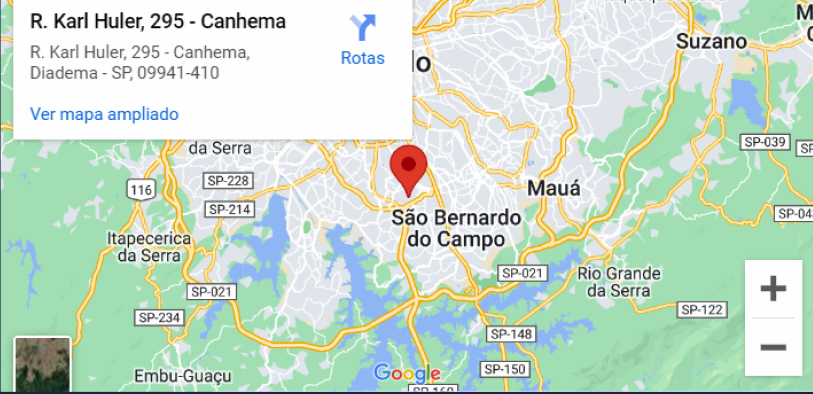 R. Karl Huler, 295 - Canhema
R. Karl Huler, 295 - Canhema,
Diadema - SP, 09941-410
Rotas
Ver mapa ampliado
lo
Suzano
M
SP-039
SP
da Serra
116
SP-228
SP-214
Mauá
São Bernardo
do Campo
SP-04
Itapecerica
da Serra
SP-021
SP-021
Rio Grande
da Serra
SP-122
SP-234
SP-148
SP-150
Embu-Guaçu
Google
SP-160